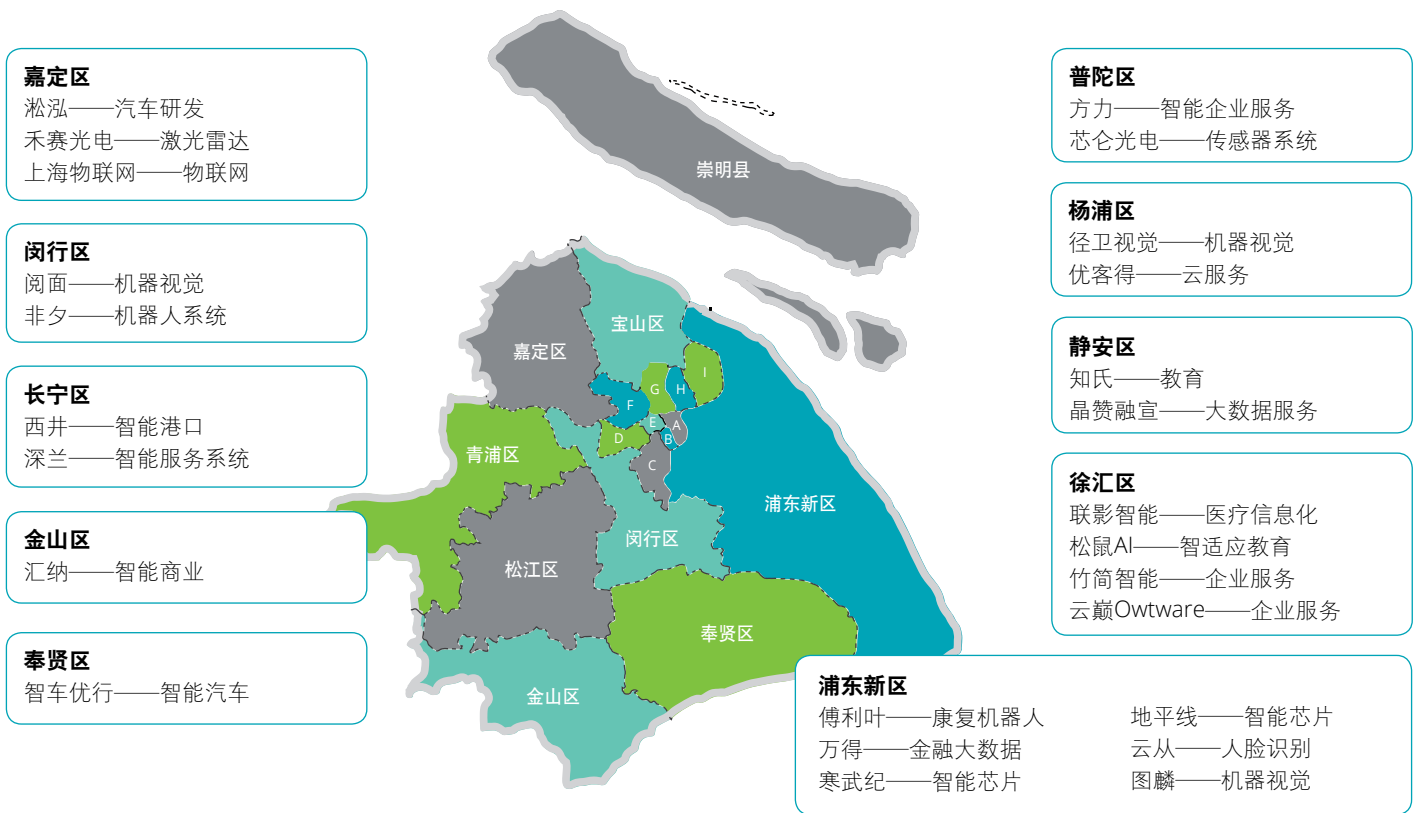 嘉定区
淞泓——汽车研发
禾赛光电——激光雷达
上海物联网——物联网
闵行区
阅面——机器视觉
非夕——机器人系统
长宁区
西井——智能港口
深兰——智能服务系统
金山区
汇纳——智能商业
奉贤区
智车优行——智能汽车
崇明县
宝山区
嘉定区
I
G
H
F
E
A
B
D
C
青浦区
浦东新区
闵行区
松江区
奉贤区
金山区
普陀区
方力——智能企业服务
芯仑光电——传感器系统
杨浦区
径卫视觉——机器视觉
优客得——云服务
静安区
知氏——教育
晶赞融宣——大数据服务
徐汇区
联影智能——医疗信息化
松鼠AI——智适应教育
竹简智能——企业服务
云巅Owtware——企业服务
浦东新区
傅利叶——康复机器人
万得——金融大数据
寒武纪——智能芯片
地平线——智能芯片
云从——人脸识别
图麟——机器视觉